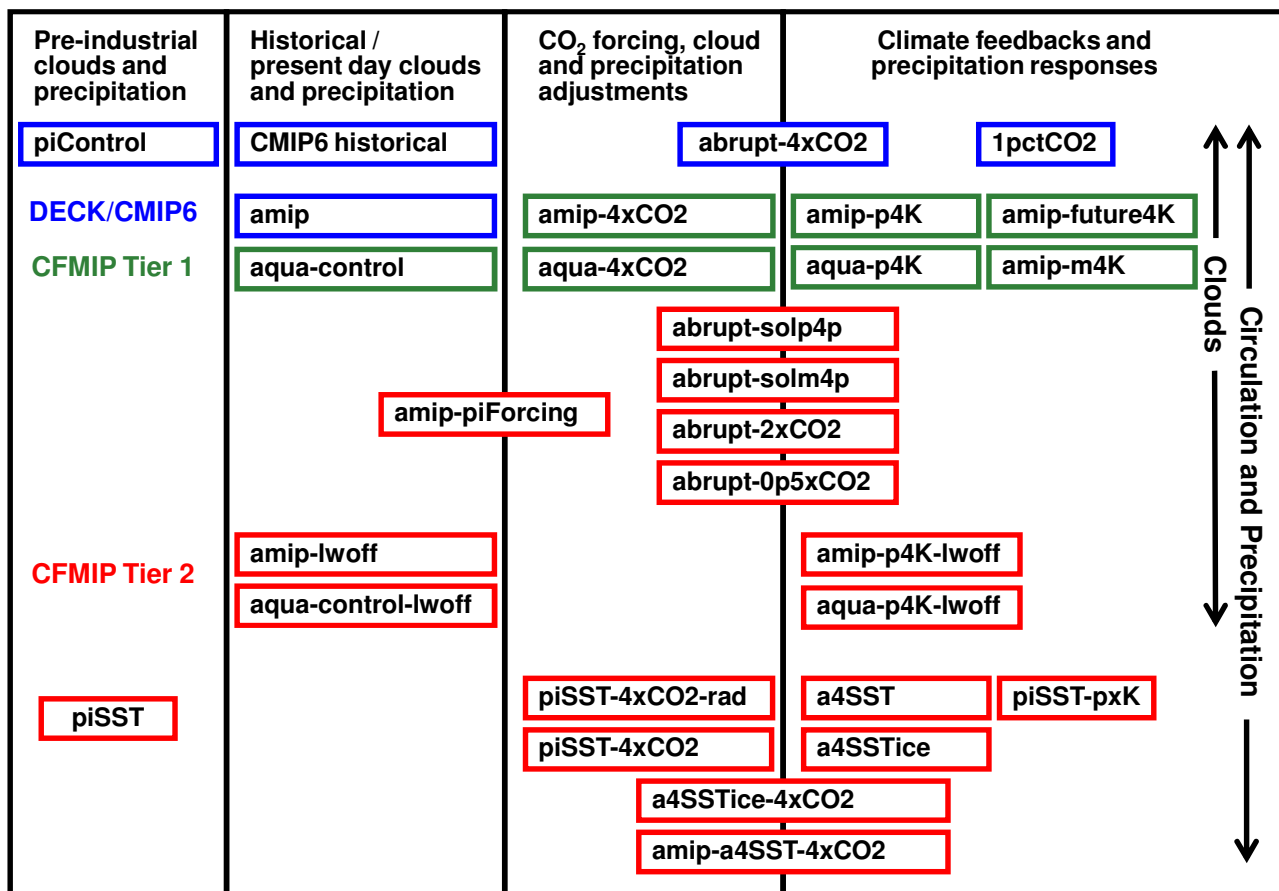 Pre-industrial
clouds and
precipitation
Historical /
present day clouds
and precipitation
CO₂ forcing, cloud
and precipitation
adjustments
Climate feedbacks and
precipitation responses
piControl
CMIP6 historical
abrupt-4xCO2
1pctCO2
DECK/CMIP6
amip
amip-4xCO2
amip-p4K
amip-future4K
CFMIP Tier 1
aqua-control
aqua-4xCO2
aqua-p4K
amip-m4K
abrupt-solp4p
abrupt-solm4p
amip-piForcing
abrupt-2xCO2
abrupt-0p5xCO2
CFMIP Tier 2
amip-lwoff
amip-p4K-lwoff
aqua-control-lwoff
aqua-p4K-lwoff
piSST
piSST-4xCO2-rad
a4SST
piSST-pxK
piSST-4xCO2
a4SSTice
a4SSTice-4xCO2
amip-a4SST-4xCO2
Clouds
Circulation and Precipitation